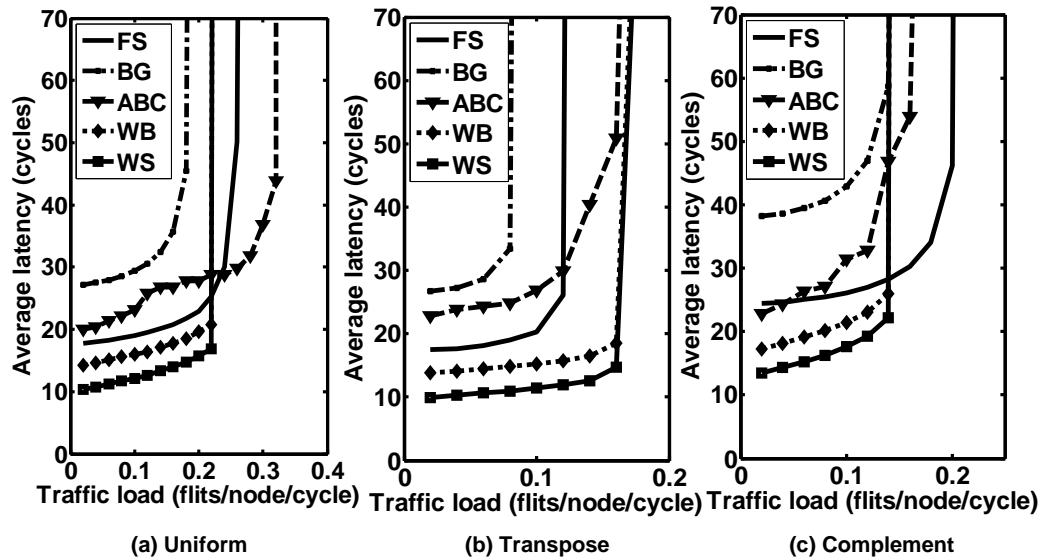 70
60
50
40
30
20
10
0
Average latency (cycles)
FS
BG
ABC
WB
WS
0 0.1 0.2 0.3 0.4
Traffic load (flits/node/cycle)
(a) Uniform
70
60
50
40
30
20
10
0
Average latency (cycles)
FS
BG
ABC
WB
WS
0 0.1 0.2
Traffic load (flits/node/cycle)
(b) Transpose
70
60
50
40
30
20
10
0
Average latency (cycles)
FS
BG
ABC
WB
WS
0 0.1 0.2
Traffic load (flits/node/cycle)
(c) Complement